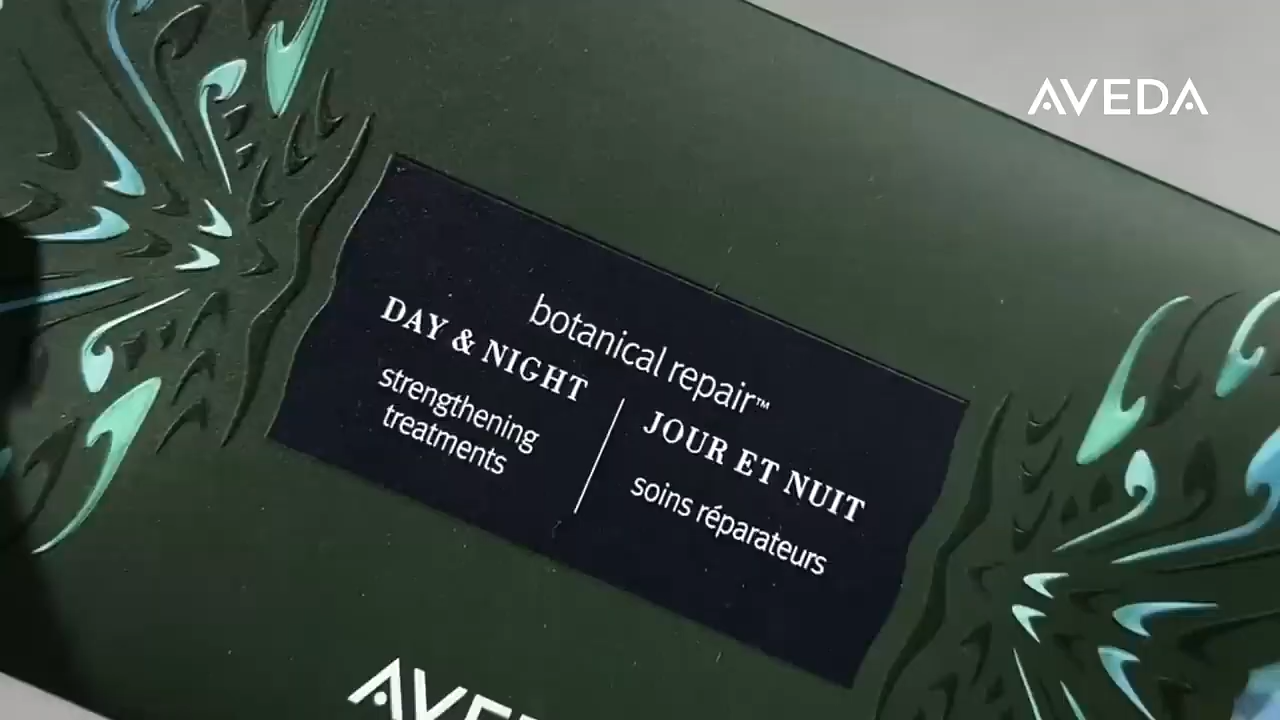 AVEDA
botanical repair™
DAY & NIGHT
strengthening
treatments
JOUR ET NUIT
soins réparateurs